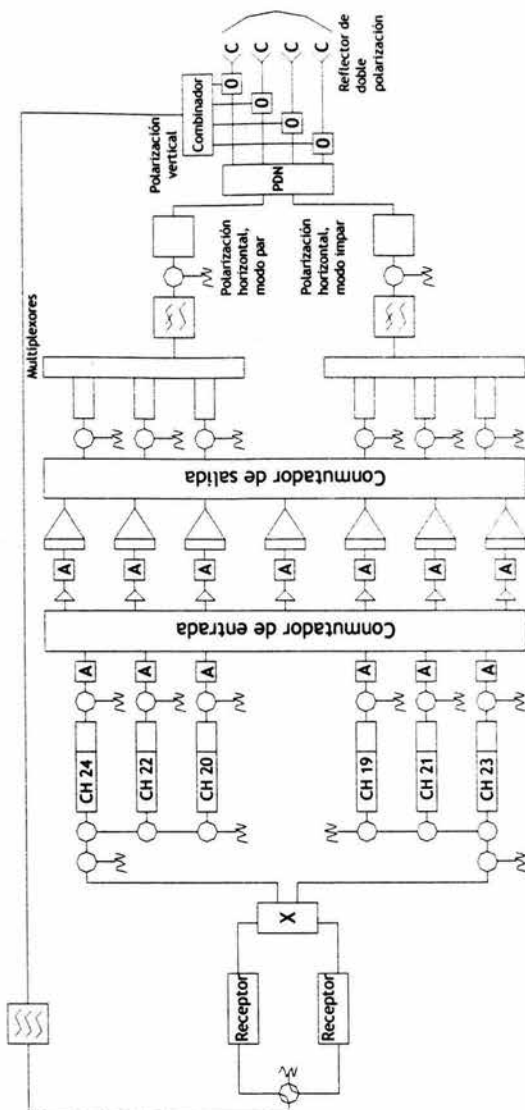 Receptor
Receptor
X
CH 24
CH 22
CH 20
CH 19
CH 21
CH 23
A
A
A
A
A
A
Conmutador de entrada
A
A
A
A
A
A
A
Conmutador de salida
Multiplexores
Polarización
horizontal,
modo par
Polarización
horizontal,
modo impar
PDN
Polarización
vertical
Combinador
O
O
O
O
C
C
C
C
Reflector de
doble
polarización